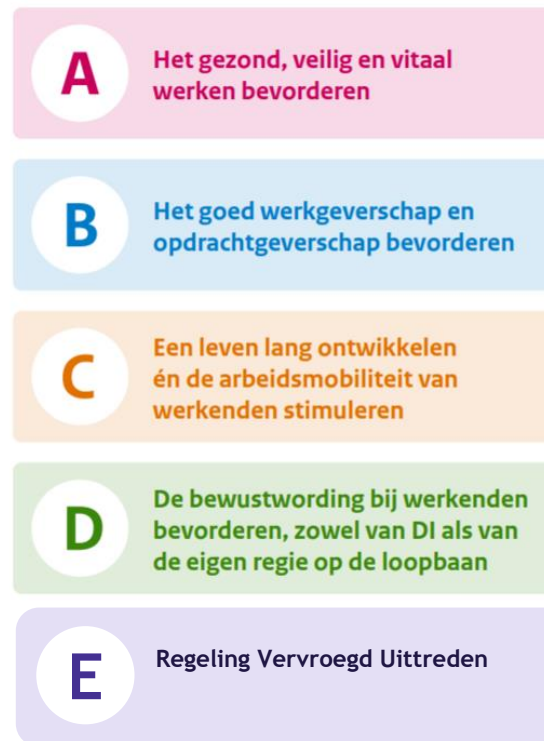 A
Het gezond, veilig en vitaal
werken bevorderen
B
Het goed werkgeverschap en
opdrachtgeverschap bevorderen
C
Een leven lang ontwikkelen
én de arbeidsmobiliteit van
werkenden stimuleren
D
De bewustwording bij werkenden
bevorderen, zowel van DI als van
de eigen regie op de loopbaan
E
Regeling Vervroegd Uittreden